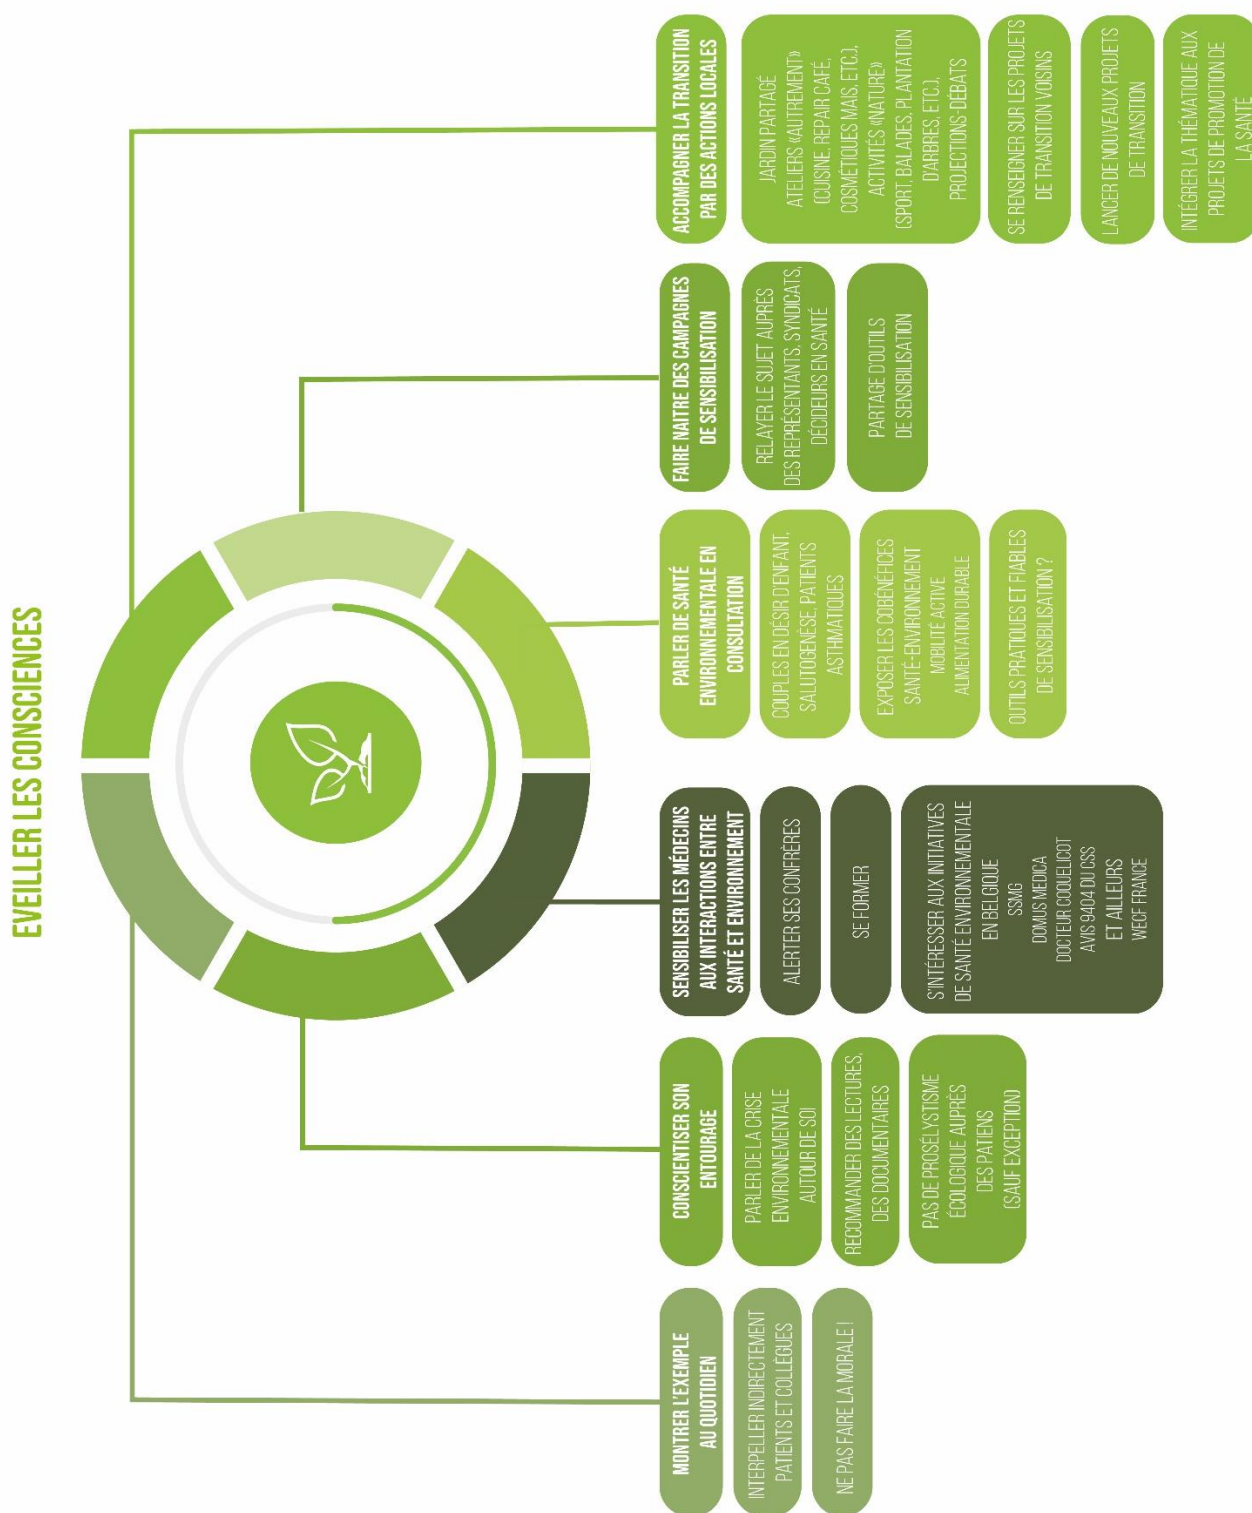 EVEILLER LES CONSCIENCES
MONTRER L'EXEMPLE
AU QUOTIDIEN
INTERPELLER INDIRECTEMENT
PATIENTS ET COLLÈGUES
NE PAS FAIRE LA MORALE !
CONSCIENTISER SON
ENTOURAGE
PARLER DE LA CRISE
ENVIRONNEMENTALE
AUTOUR DE SOI
RECOMMANDER DES LECTURES,
DES DOCUMENTAIRES
PAS DE PROSÉLYSTISME
ÉCOLOGIQUE AUPRÈS
DES PATIENS
(SAUF EXCEPTION)
SENSIBILISER LES MÉDECINS
AUX INTERACTIONS ENTRE
SANTÉ ET ENVIRONNEMENT
ALERTER SES CONFRÈRES
SE FORMER
S'INTÉRESSER AUX INITIATIVES
DE SANTÉ ENVIRONNEMENTALE
EN BELGIQUE
SSMG
DOMUS MEDICA
DOCTEUR COQUELICOT
AVIS 9404 DU CSS
ET AILLEURS
WECF FRANCE
PARLER DE SANTÉ
ENVIRONNEMENTALE EN
CONSULTATION
COUPLES EN DÉSIR D'ENFANT,
SALUTOGENÈSE, PATIENTS
ASTHMATIQUES
EXPOSER LES COBÉNÉFICES
SANTÉ-ENVIRONNEMENT
MOBILITÉ ACTIVE
ALIMENTATION DURABLE
OUTILS PRATIQUES ET FIABLES
DE SENSIBILISATION ?
FAIRE NAITRE DES CAMPAGNES
DE SENSIBILISATION
RELAYER LE SUJET AUPRÈS
DES REPRÉSENTANTS, SYNDICATS,
DÉCIDEURS EN SANTÉ
PARTAGE D'OUTILS
DE SENSIBILISATION
ACCOMPAGNER LA TRANSITION
PAR DES ACTIONS LOCALES
JARDIN PARTAGÉ
ATELIERS «AUTREMENT»
(CUISINE, REPAIR CAFÉ,
COSMÉTIQUES MAIS, ETC.),
ACTIVITÉS «NATURE»
(SPORT, BALADES, PLANTATION
D'ARBRES, ETC.),
PROJECTIONS-DÉBATS
SE RENSEIGNER SUR LES PROJETS
DE TRANSITION VOISINS
LANCER DE NOUVEAUX PROJETS
DE TRANSITION
INTÉGRER LA THÉMATIQUE AUX
PROJETS DE PROMOTION DE
LA SANTÉ